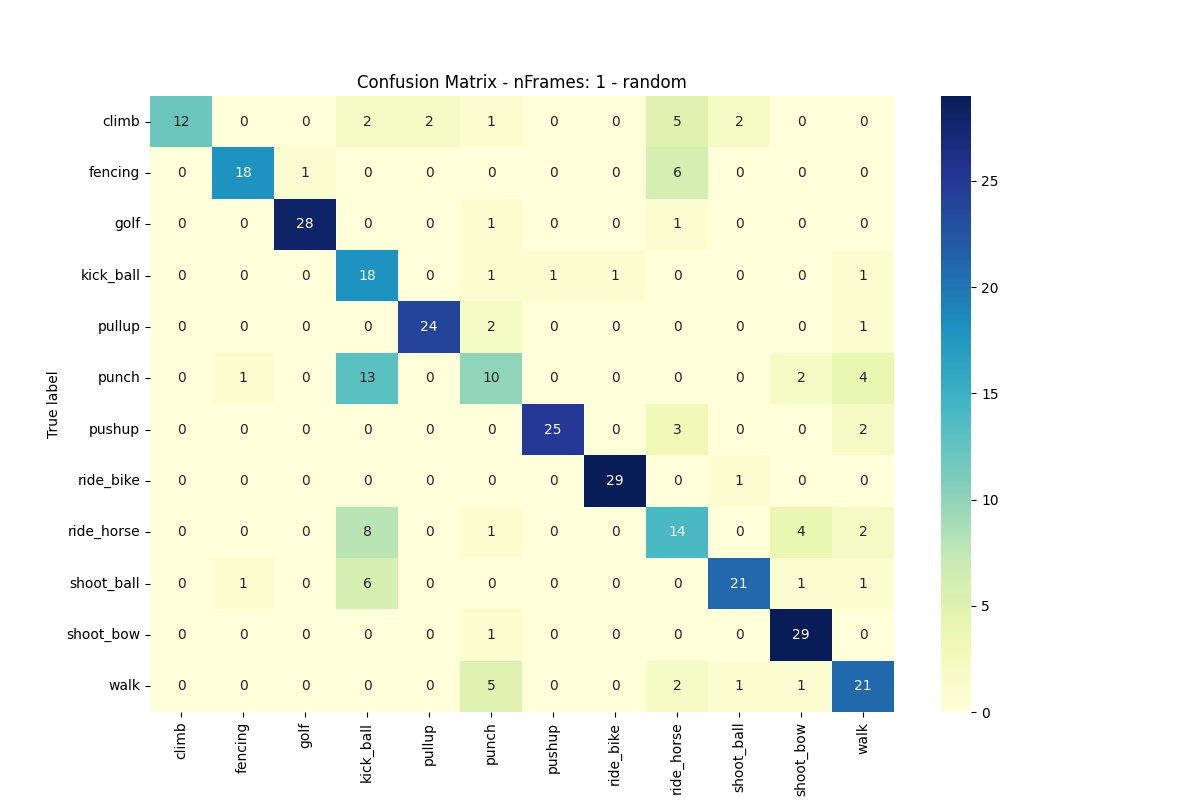 Confusion Matrix - nFrames: 1 - random
True label
climb 12 0 0 2 2 1 0 0 5 2 0 0
fencing 0 18 1 0 0 0 0 0 6 0 0 0
golf 0 0 28 0 0 1 0 0 1 0 0 0
kick_ball 0 0 0 18 0 1 1 1 0 0 0 1
pullup 0 0 0 0 24 2 0 0 0 0 0 1
punch 0 1 0 13 0 10 0 0 0 0 2 4
pushup 0 0 0 0 0 0 25 0 3 0 0 2
ride_bike 0 0 0 0 0 0 0 29 0 1 0 0
ride_horse 0 0 0 8 0 1 0 0 14 0 4 2
shoot_ball 0 1 0 6 0 0 0 0 0 21 1 1
shoot_bow 0 0 0 0 0 1 0 0 0 0 29 0
walk 0 0 0 0 0 5 0 0 2 1 1 21
climb fencing golf kick_ball pullup punch pushup ride_bike ride_horse shoot_ball shoot_bow walk
25
20
15
10
5
0